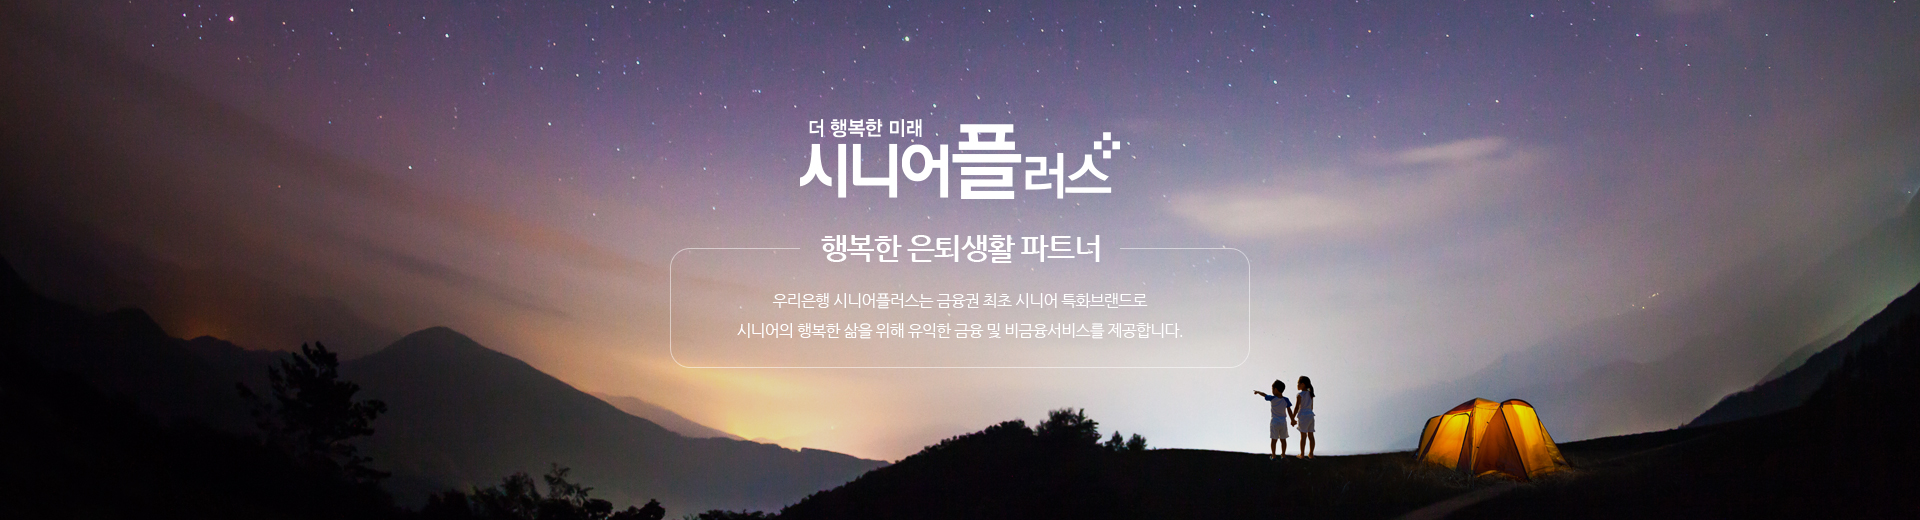 더 행복한 미래
시니어플러스
행복한 은퇴생활 파트너
우리은행 시니어플러스는 금융권 최초 시니어 특화브랜드로
시니어의 행복한 삶을 위해 유익한 금융 및 비금융서비스를 제공합니다.